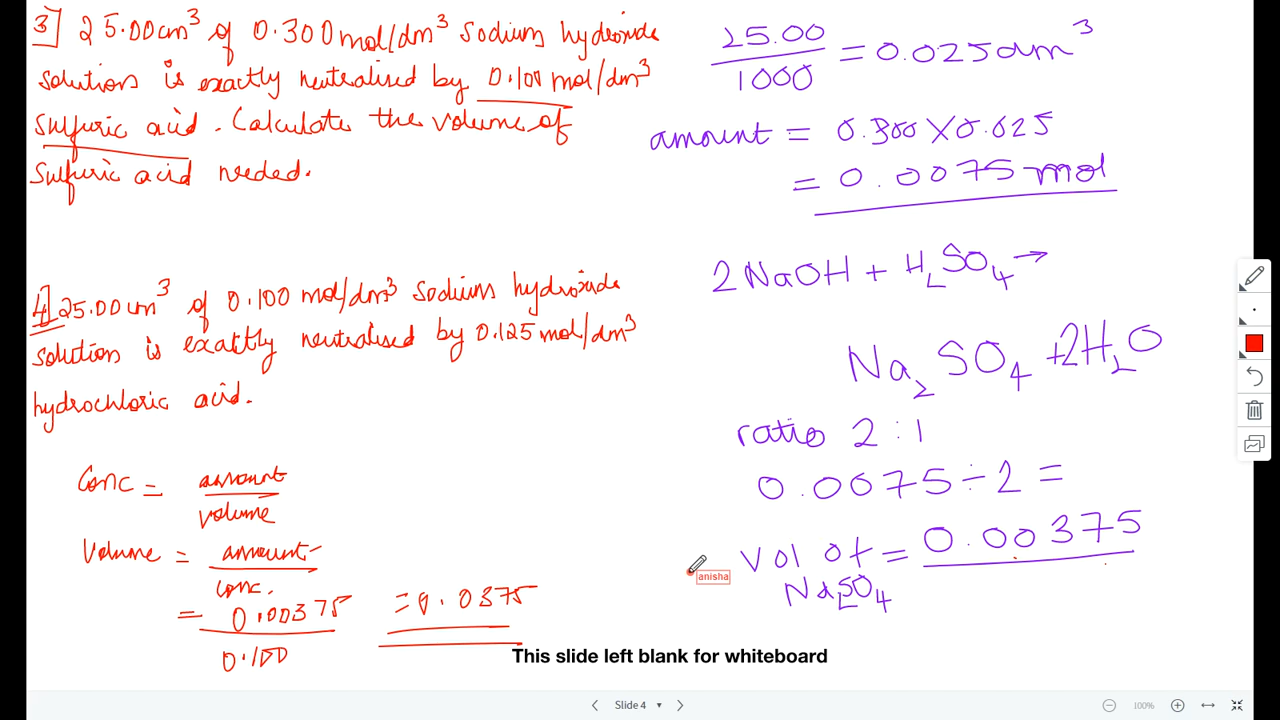 3] 25.00cm³ of 0.300 mol/dm³ sodium hydroxide
solutions is exactly neutralised by 0.100 mol/dm³
sulfuric acid. Calculate the volume of
sulfuric acid needed.
4] 25.00cm³ of 0.100 mol/dm³ sodium hydroxide
solution is exactly neutralised by 0.125 mol/dm³
hydrochloric acid.
Conc = amount / volume
Volume = amount / conc.
= 0.00375 / 0.100 = 0.0375
25.00 / 1000 = 0.025dm³
amount = 0.300 × 0.025
= 0.0075 mol
2NaOH + H₂SO₄ →
Na₂SO₄ + 2H₂O
ratio 2 : 1
0.0075 ÷ 2 =
vol of = 0.00375
Na₂SO₄
anisha
This slide left blank for whiteboard
Slide 4
100%